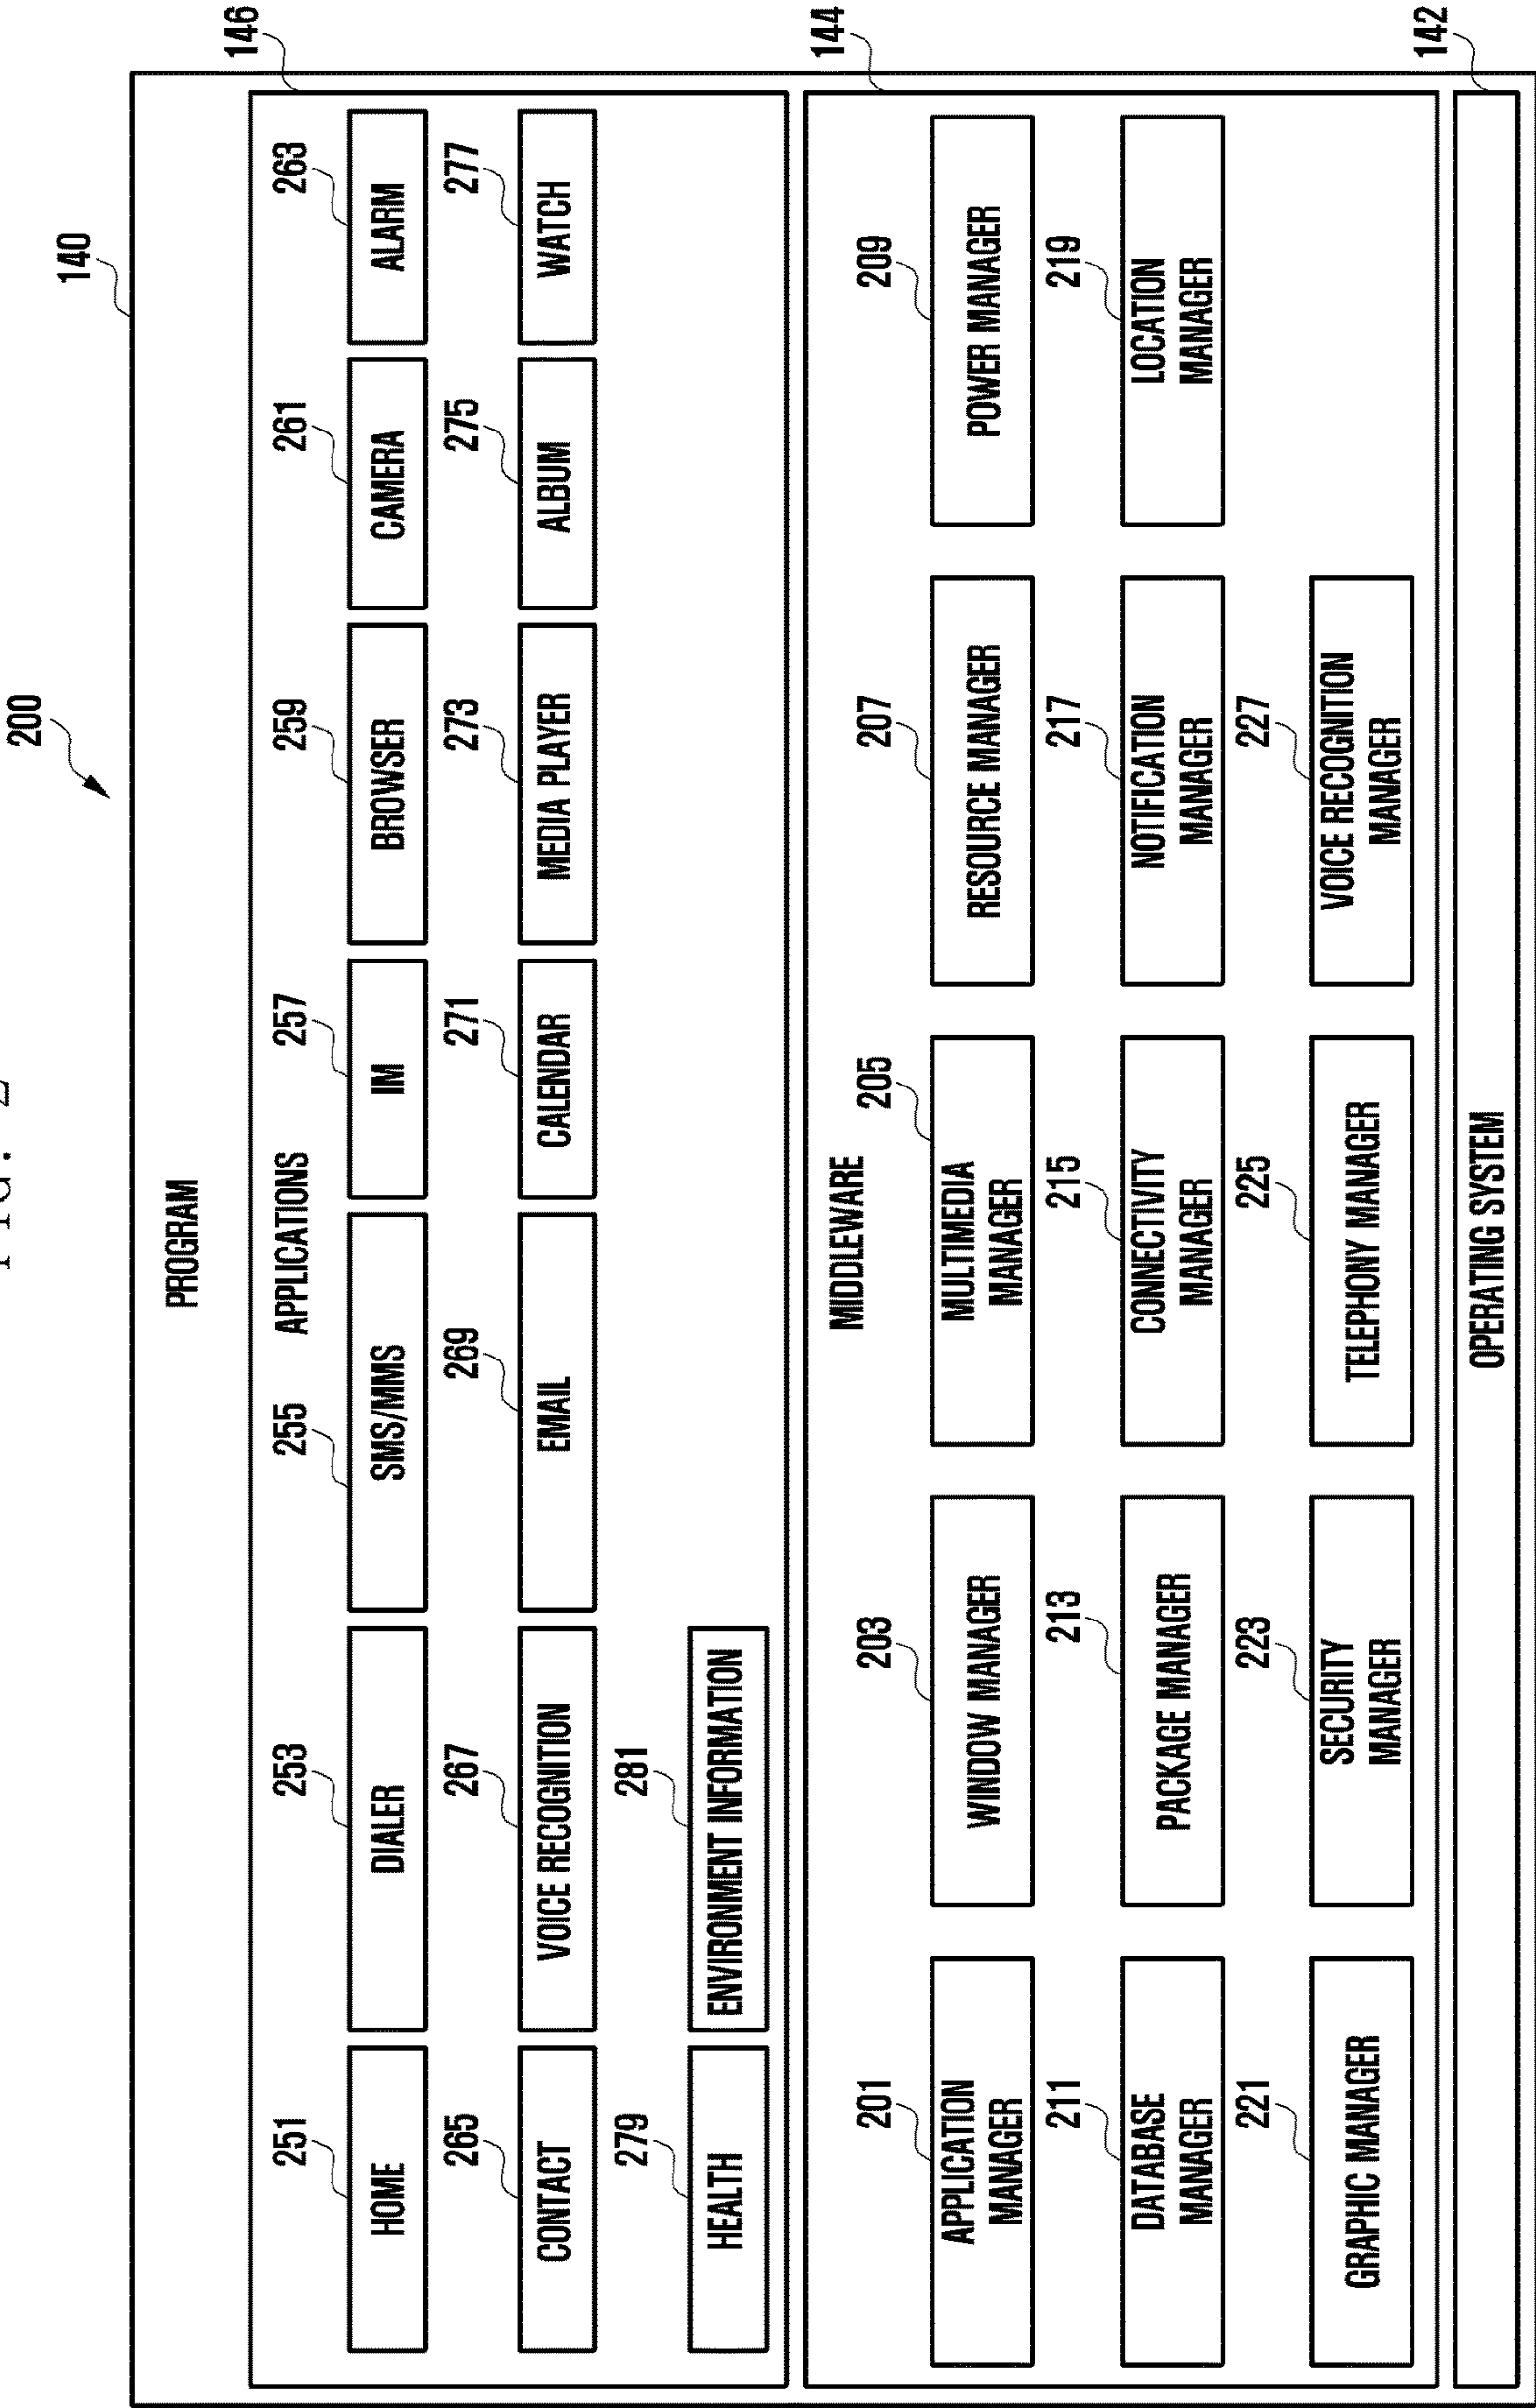 200
140
PROGRAM
146
APPLICATIONS
251
253
255
257
259
261
263
HOME
DIALER
SMS/MMS
IM
BROWSER
CAMERA
ALARM
265
267
269
271
273
275
277
CONTACT
VOICE RECOGNITION
EMAIL
CALENDAR
MEDIA PLAYER
ALBUM
WATCH
279
281
HEALTH
ENVIRONMENT INFORMATION
144
MIDDLEWARE
201
203
205
207
209
APPLICATION
MANAGER
WINDOW MANAGER
MULTIMEDIA
MANAGER
RESOURCE MANAGER
POWER MANAGER
211
213
215
217
219
DATABASE
MANAGER
PACKAGE MANAGER
CONNECTIVITY
MANAGER
NOTIFICATION
MANAGER
LOCATION
MANAGER
221
223
225
227
GRAPHIC MANAGER
SECURITY
MANAGER
TELEPHONY MANAGER
VOICE RECOGNITION
MANAGER
142
OPERATING SYSTEM